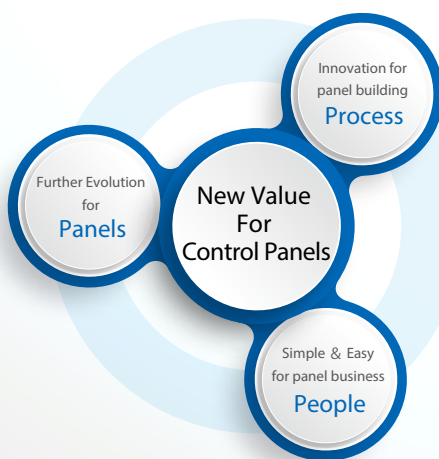 Innovation for
panel building
Process
Further Evolution
for
Panels
New Value
For
Control Panels
Simple & Easy
for panel business
People